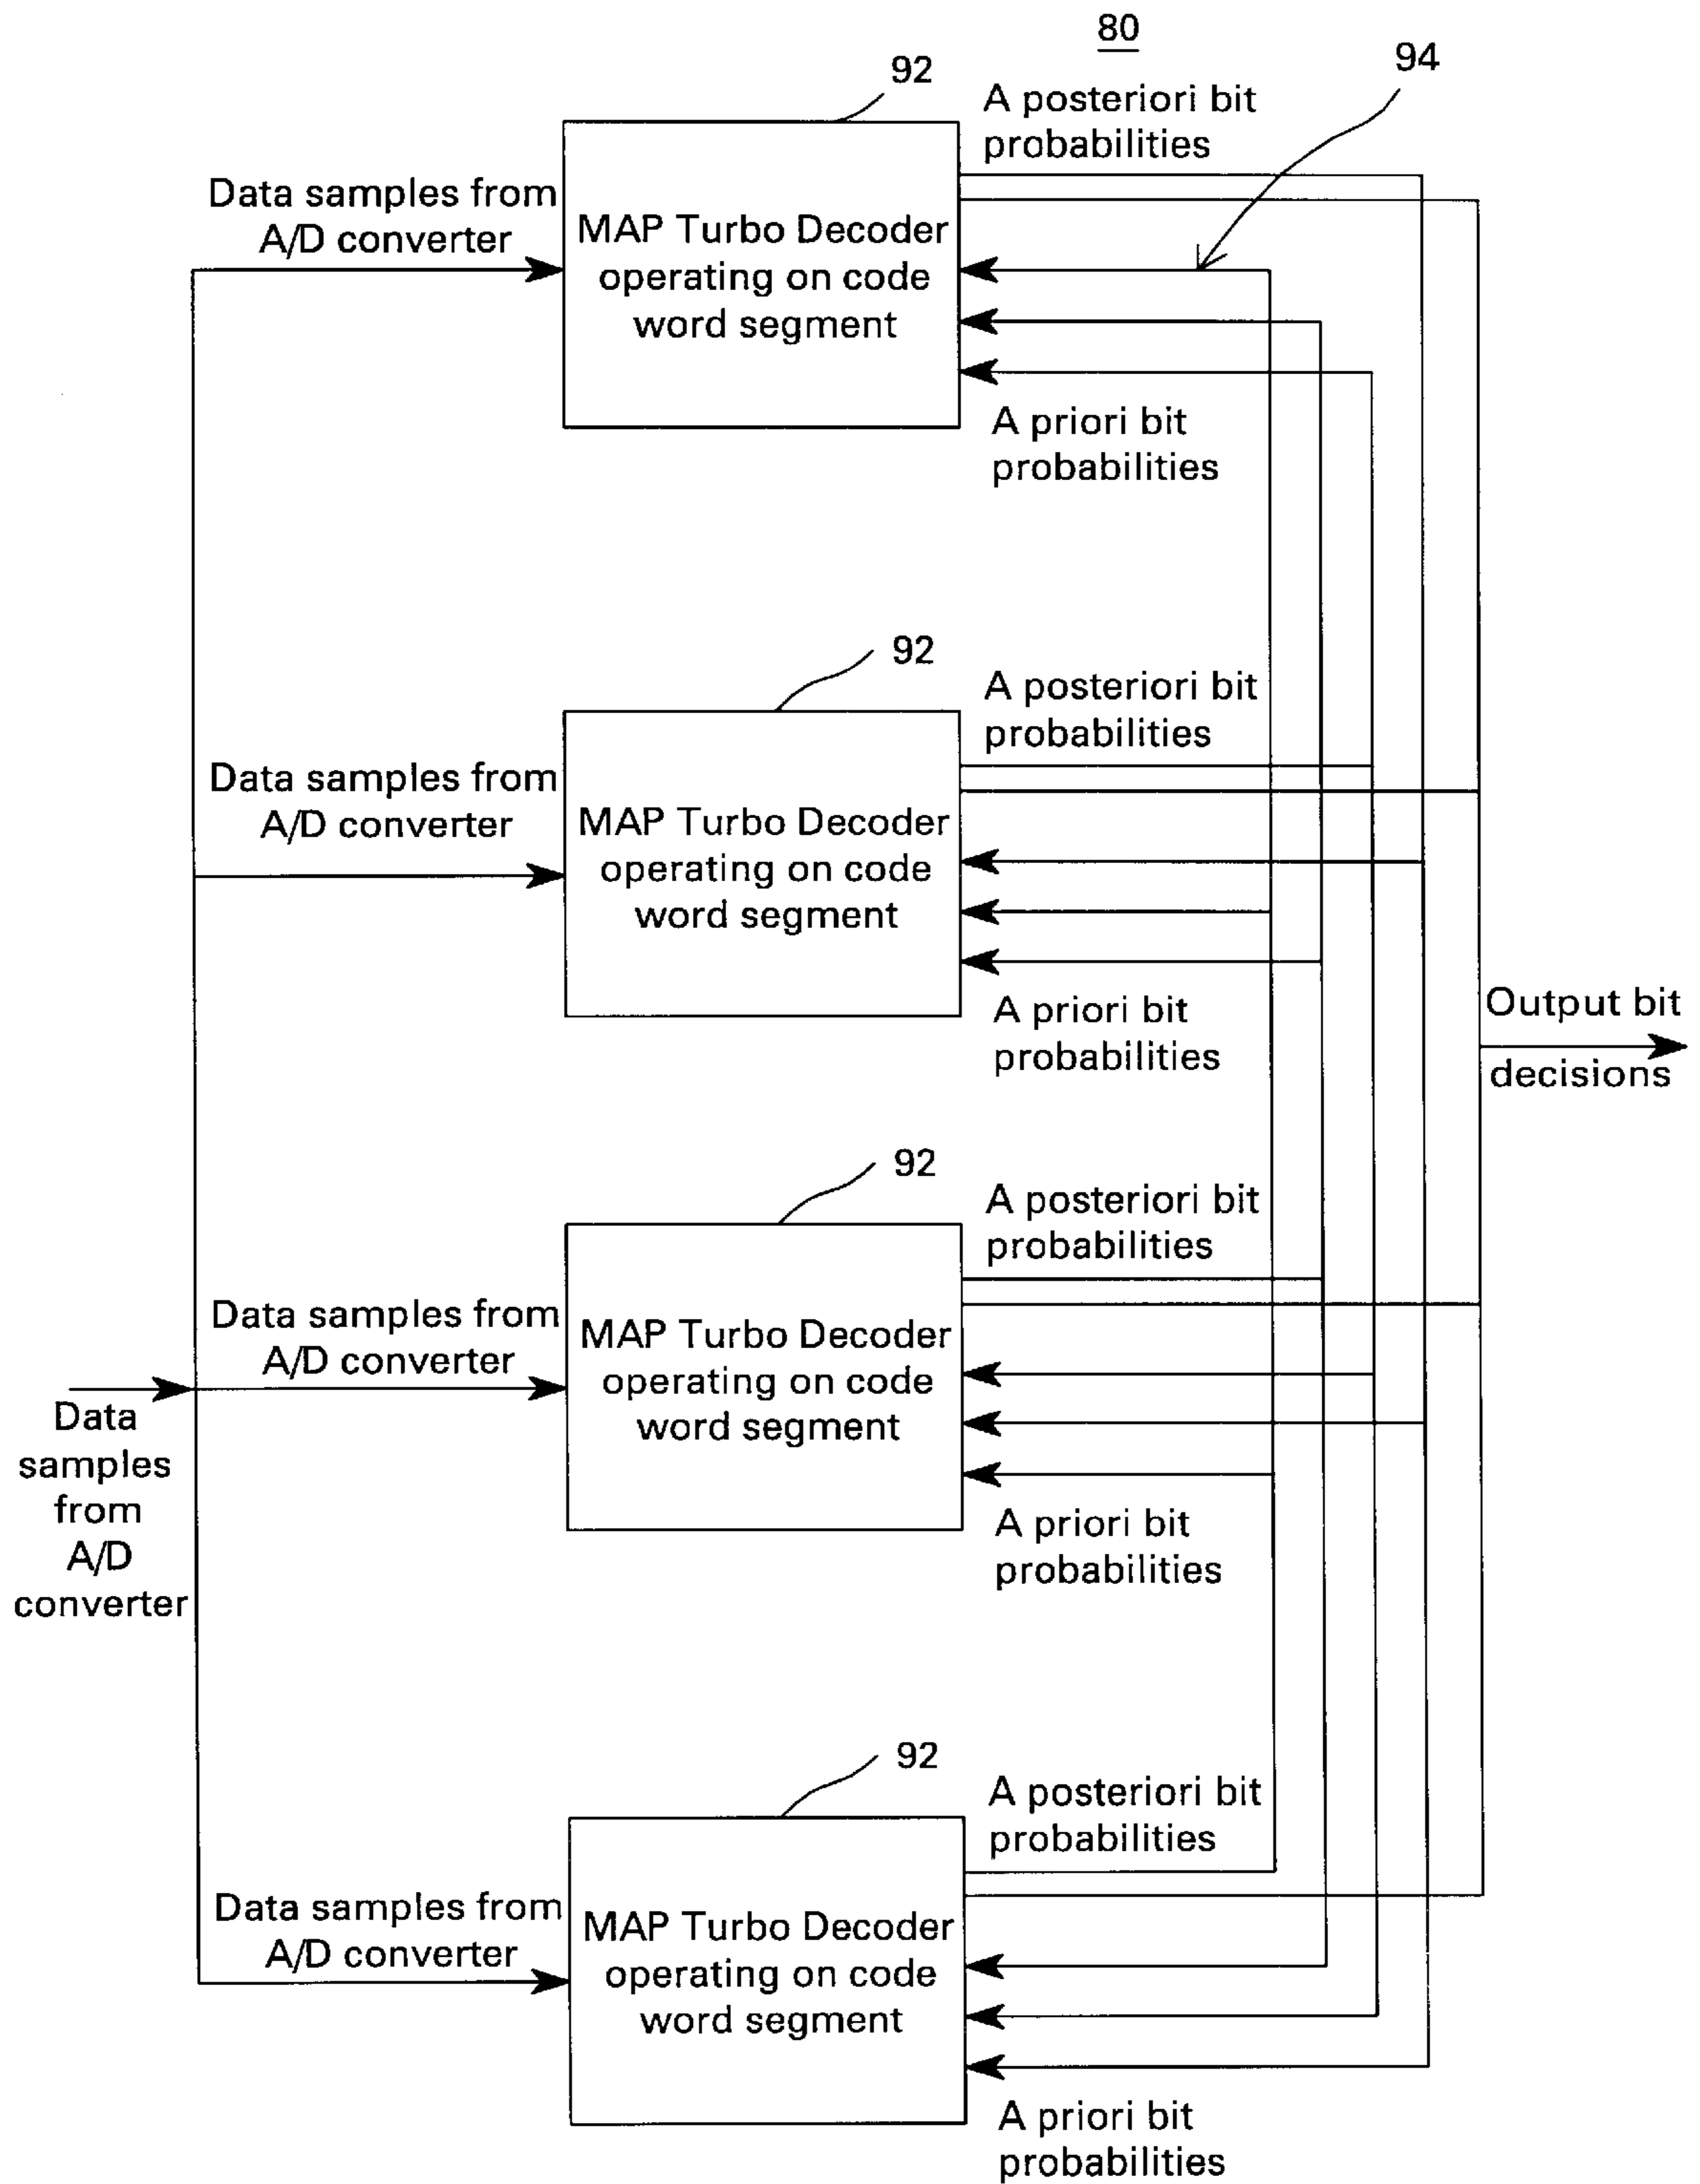 80
92
94
A posteriori bit
probabilities
Data samples from
A/D converter
MAP Turbo Decoder
operating on code
word segment
A priori bit
probabilities
92
A posteriori bit
probabilities
Data samples from
A/D converter
MAP Turbo Decoder
operating on code
word segment
A priori bit
probabilities
Output bit
decisions
92
A posteriori bit
probabilities
Data samples from
A/D converter
MAP Turbo Decoder
operating on code
word segment
Data
samples
from
A/D
converter
A priori bit
probabilities
92
A posteriori bit
probabilities
Data samples from
A/D converter
MAP Turbo Decoder
operating on code
word segment
A priori bit
probabilities